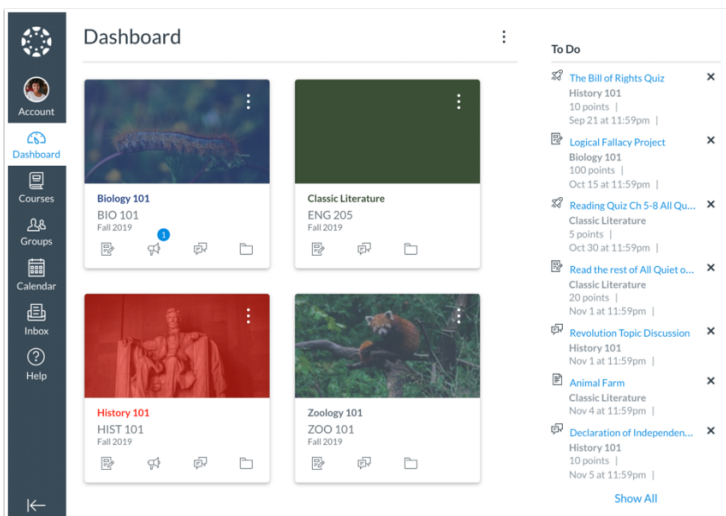 Dashboard
Account
Dashboard
Courses
Groups
Calendar
Inbox
Help
Biology 101
BIO 101
Fall 2019
1
Classic Literature
ENG 205
Fall 2019
History 101
HIST 101
Fall 2019
Zoology 101
ZOO 101
Fall 2019
To Do
The Bill of Rights Quiz
History 101
10 points |
Sep 21 at 11:59pm |
Logical Fallacy Project
Biology 101
100 points |
Oct 15 at 11:59pm |
Reading Quiz Ch 5-8 All Qu...
Classic Literature
5 points |
Oct 30 at 11:59pm |
Read the rest of All Quiet o...
Classic Literature
20 points |
Nov 1 at 11:59pm |
Revolution Topic Discussion
History 101
Nov 1 at 11:59pm |
Animal Farm
Classic Literature
Nov 4 at 11:59pm |
Declaration of Independen...
History 101
10 points |
Nov 5 at 11:59pm |
Show All